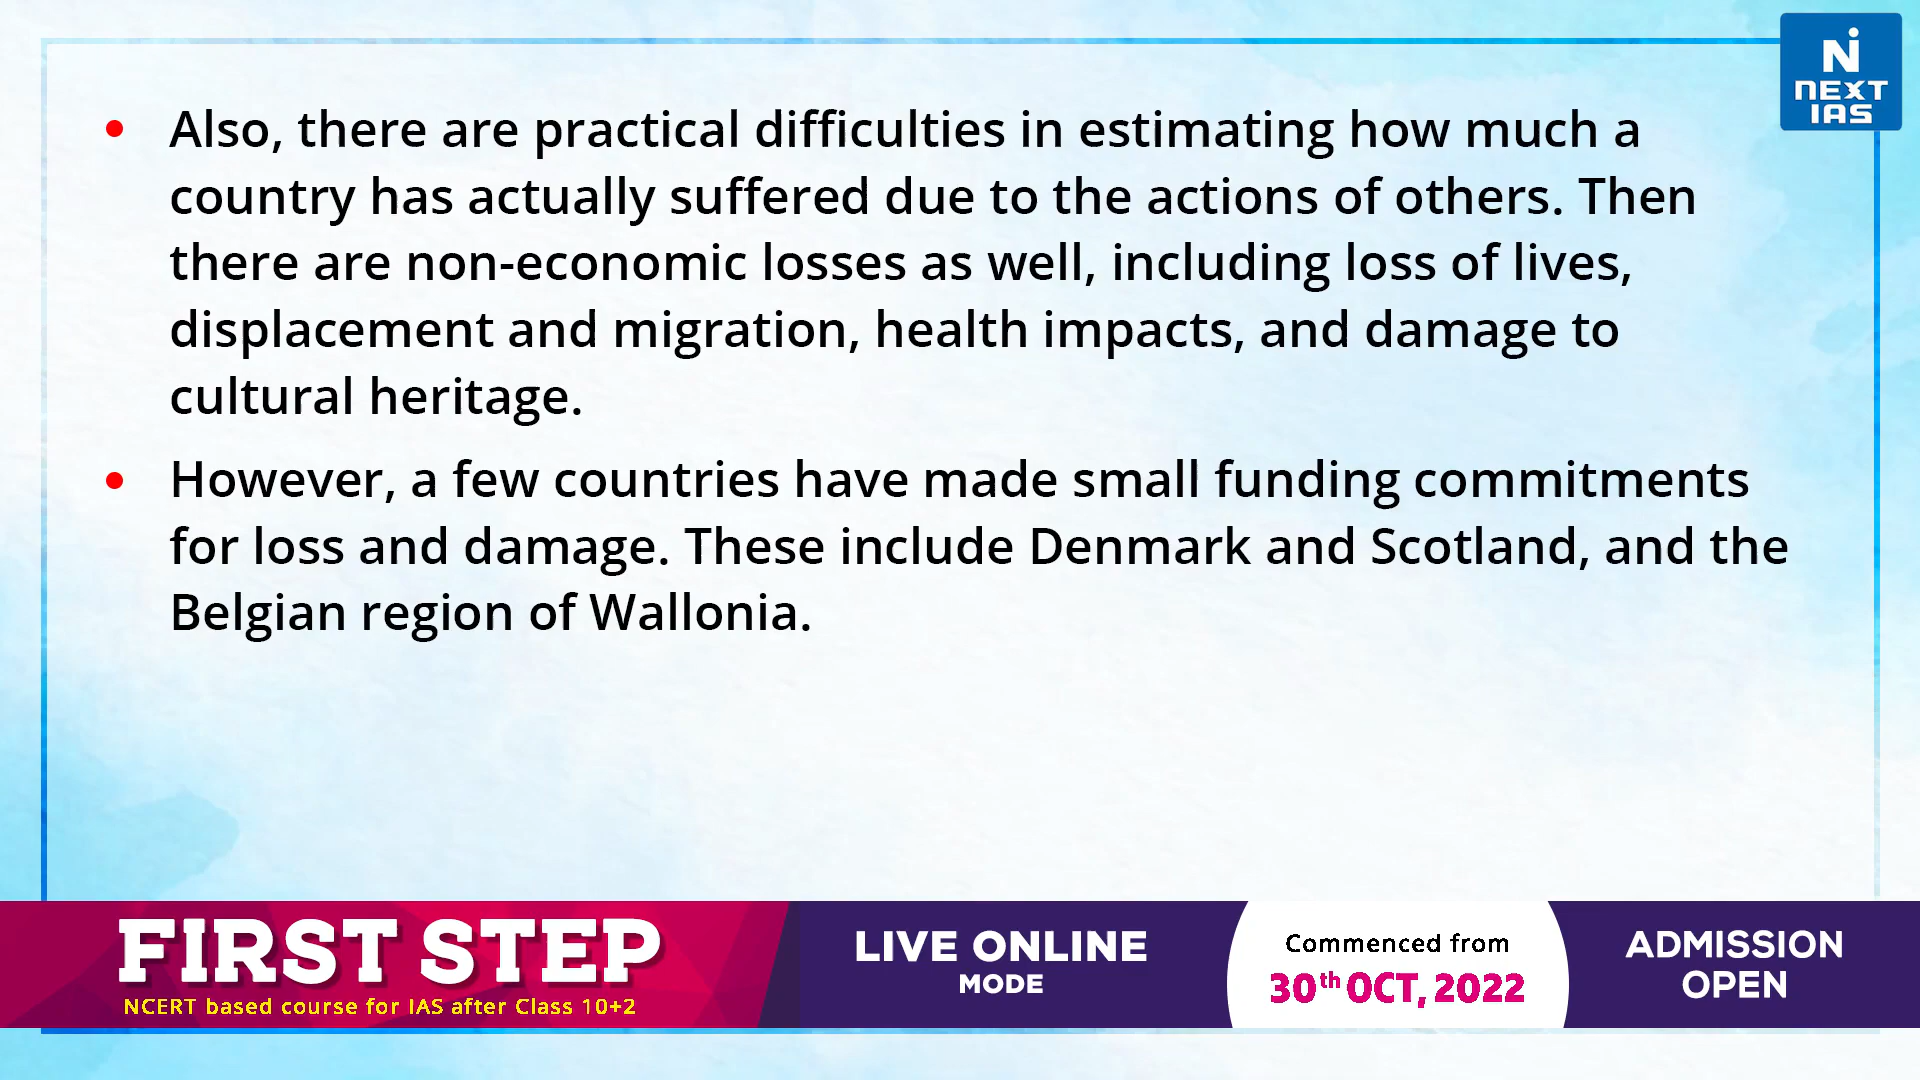 NEXT
IAS
• Also, there are practical difficulties in estimating how much a
country has actually suffered due to the actions of others. Then
there are non-economic losses as well, including loss of lives,
displacement and migration, health impacts, and damage to
cultural heritage.
• However, a few countries have made small funding commitments
for loss and damage. These include Denmark and Scotland, and the
Belgian region of Wallonia.
FIRST STEP
NCERT based course for IAS after Class 10+2
LIVE ONLINE
MODE
Commenced from
30th OCT, 2022
ADMISSION
OPEN